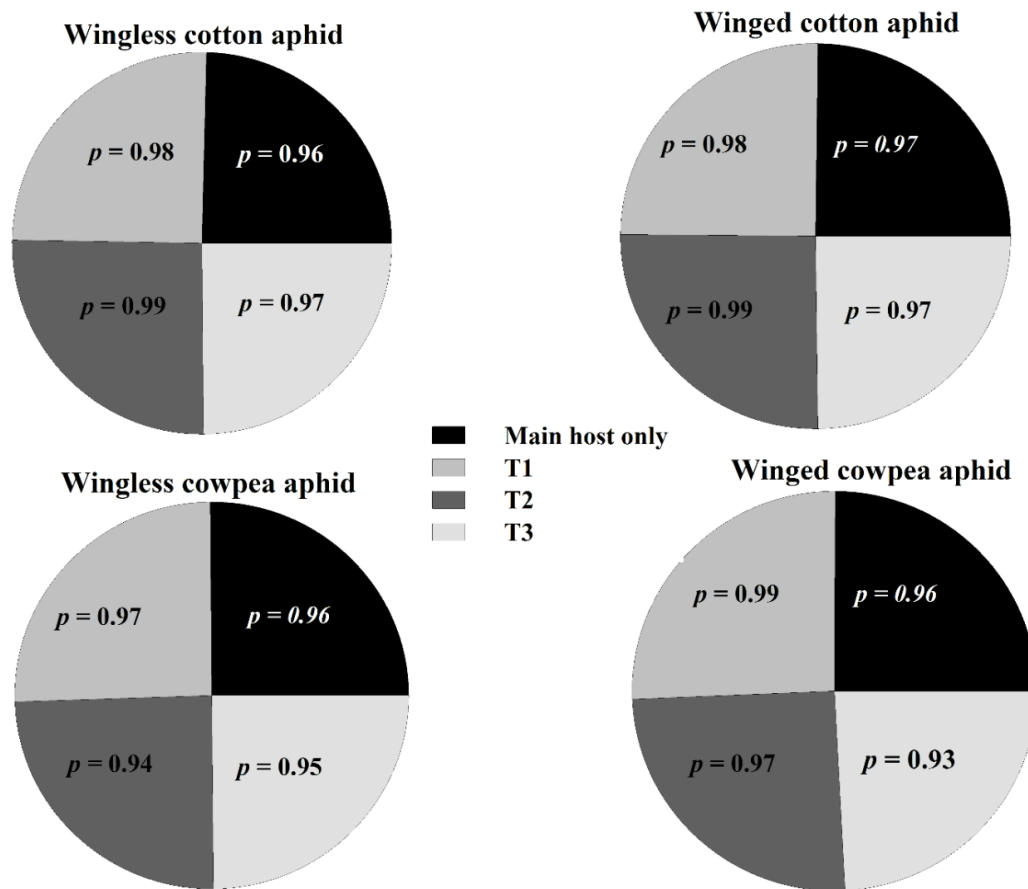 Wingless cotton aphid
Winged cotton aphid
p = 0.98
p = 0.96
p = 0.98
p = 0.97
p = 0.99
p = 0.97
p = 0.99
p = 0.97
Main host only
T1
T2
T3
Wingless cowpea aphid
Winged cowpea aphid
p = 0.97
p = 0.96
p = 0.99
p = 0.96
p = 0.94
p = 0.95
p = 0.97
p = 0.93